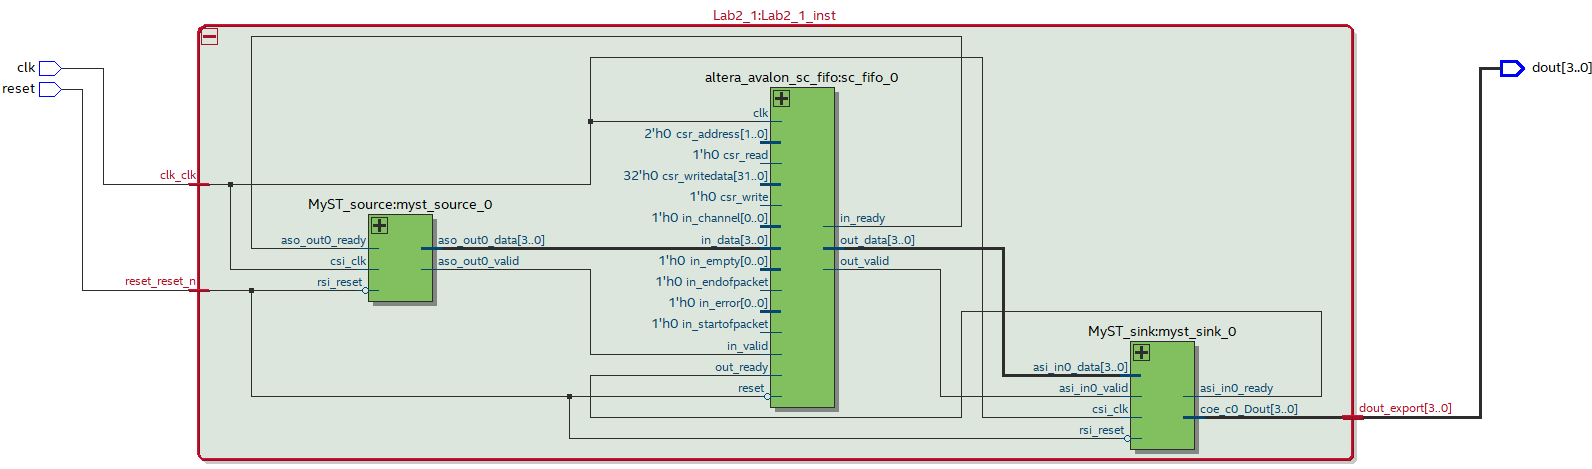 Lab2_1:Lab2_1_inst
clk
reset
dout[3..0]
clk_clk
reset_reset_n
MyST_source:myst_source_0
aso_out0_ready
csi_clk
rsi_reset
aso_out0_data[3..0]
aso_out0_valid
altera_avalon_sc_fifo:sc_fifo_0
clk
2'h0 csr_address[1..0]
1'h0 csr_read
32'h0 csr_writedata[31..0]
1'h0 csr_write
1'h0 in_channel[0..0]
in_data[3..0]
1'h0 in_empty[0..0]
1'h0 in_endofpacket
1'h0 in_error[0..0]
1'h0 in_startofpacket
in_valid
out_ready
reset
in_ready
out_data[3..0]
out_valid
MyST_sink:myst_sink_0
asi_in0_data[3..0]
asi_in0_valid
csi_clk
rsi_reset
asi_in0_ready
coe_c0_Dout[3..0]
dout_export[3..0]